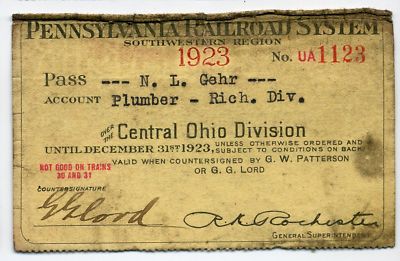 PENNSYLVANIA RAILROAD SYSTEM
SOUTHWESTERN REGION
1923 No. UA1123
Pass --- N. L. Gehr ---
ACCOUNT Plumber - Rich. Div.
OVER THE Central Ohio Division
UNTIL DECEMBER 31ST 1923, UNLESS OTHERWISE ORDERED AND SUBJECT TO CONDITIONS ON BACK.
VALID WHEN COUNTERSIGNED BY G. W. PATTERSON
OR G. G. LORD
NOT GOOD ON TRAINS
30 AND 31
COUNTERSIGNATURE
G G Lord R K Rochester
GENERAL SUPERINTENDENT